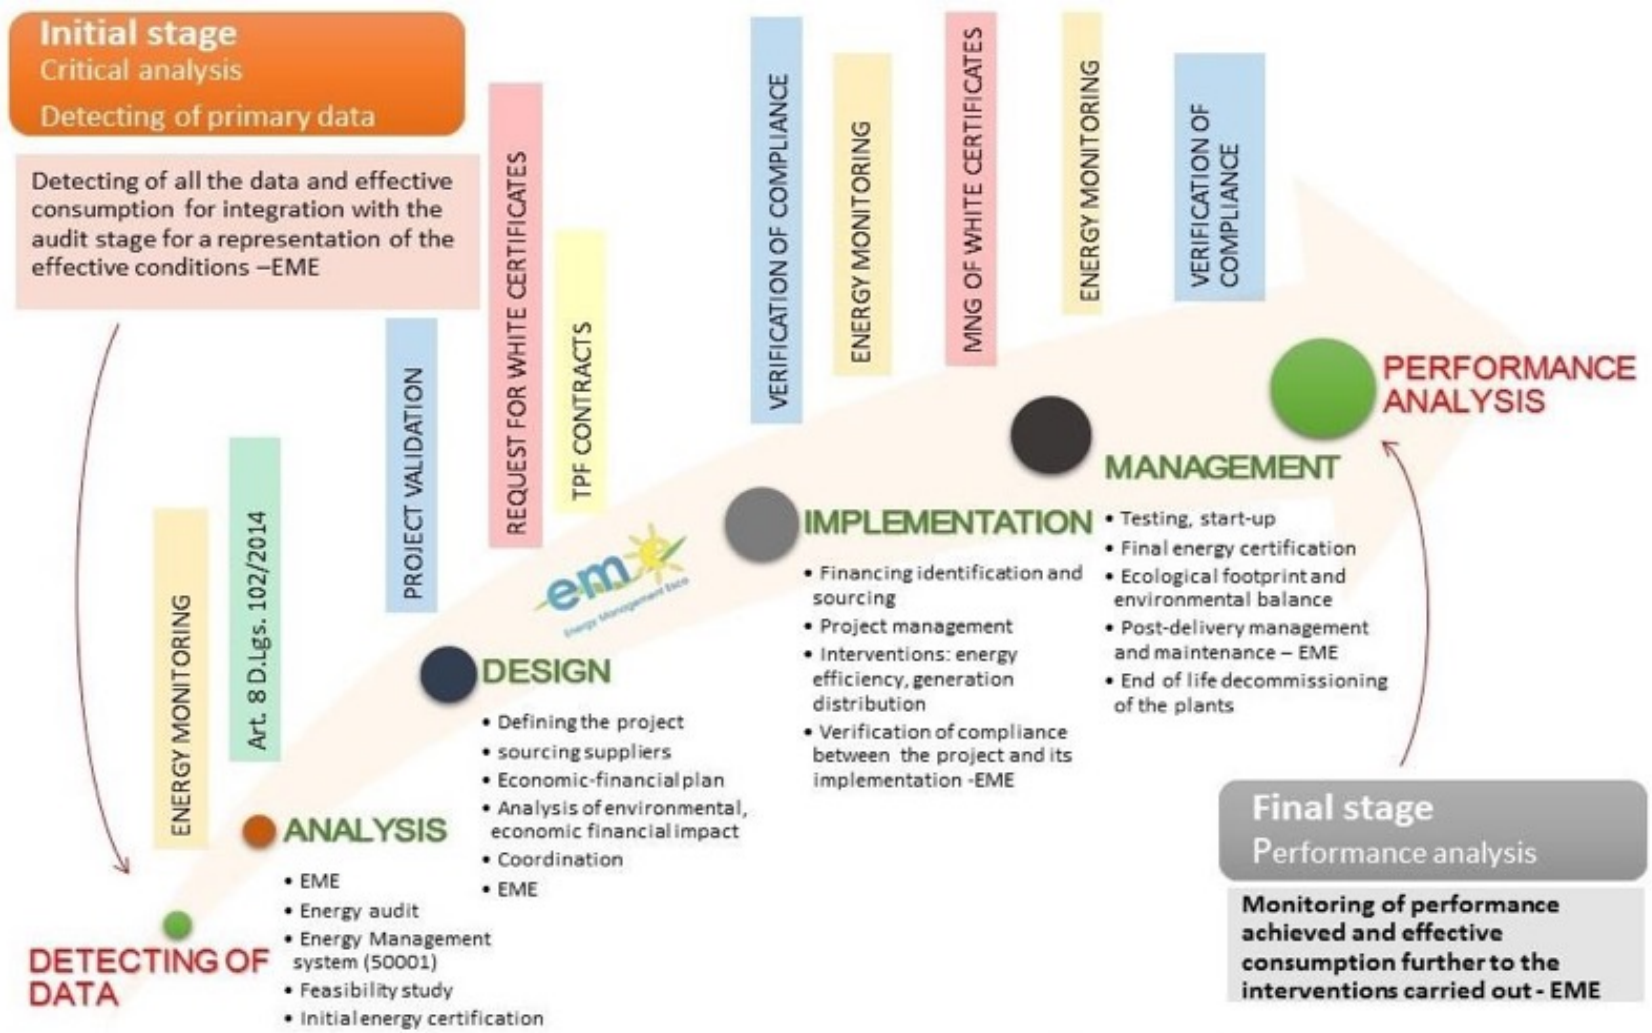 Initial stage
Critical analysis
Detecting of primary data
Detecting of all the data and effective
consumption for integration with the
audit stage for a representation of the
effective conditions –EME
ENERGY MONITORING
Art. 8 D.Lgs. 102/2014
PROJECT VALIDATION
REQUEST FOR WHITE CERTIFICATES
TPF CONTRACTS
VERIFICATION OF COMPLIANCE
ENERGY MONITORING
MNG OF WHITE CERTIFICATES
ENERGY MONITORING
VERIFICATION OF
COMPLIANCE
DETECTING OF
DATA
ANALYSIS
• EME
• Energy audit
• Energy Management
system (50001)
• Feasibility study
• Initial energy certification
DESIGN
• Defining the project
• sourcing suppliers
• Economic-financial plan
• Analysis of environmental,
economic financial impact
• Coordination
• EME
eme
Energy Management Esco
IMPLEMENTATION
• Financing identification and
sourcing
• Project management
• Interventions: energy
efficiency, generation
distribution
• Verification of compliance
between the project and its
implementation -EME
MANAGEMENT
• Testing, start-up
• Final energy certification
• Ecological footprint and
environmental balance
• Post-delivery management
and maintenance – EME
• End of life decommissioning
of the plants
PERFORMANCE
ANALYSIS
Final stage
Performance analysis
Monitoring of performance
achieved and effective
consumption further to the
interventions carried out - EME